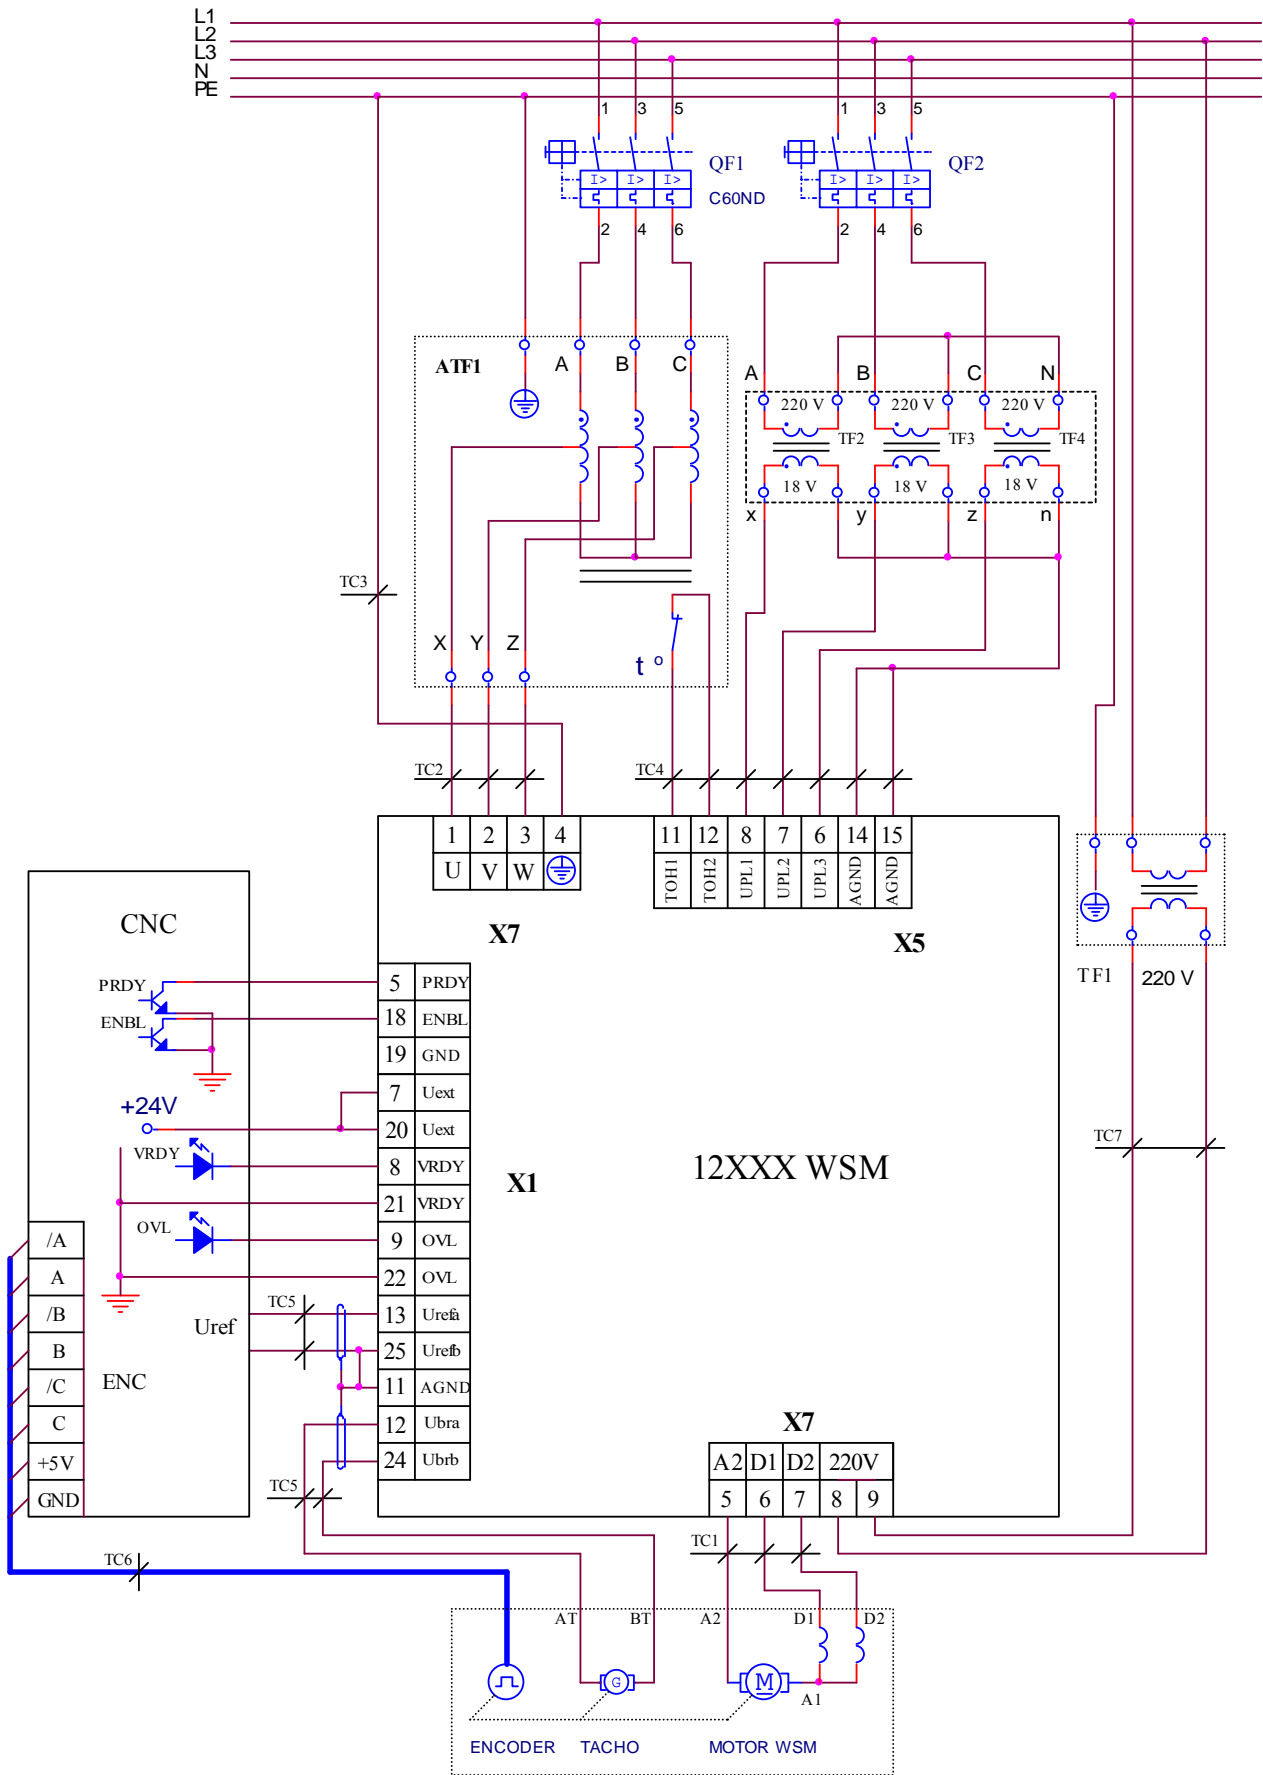 L1
L2
L3
N
PE
1 3 5
1 3 5
QF1
QF2
I> I> I>
I> I> I>
C60ND
2 4 6
2 4 6
ATF1
A B C
A B C N
220 V 220 V 220 V
TF2 TF3 TF4
18 V 18 V 18 V
x y z n
TC3
X Y Z
t °
TC2
TC4
1 2 3 4
11 12 8 7 6 14 15
U V W
TOH1 TOH2 UPL1 UPL2 UPL3 AGND AGND
X7
X5
CNC
TF1 220 V
PRDY
5 PRDY
ENBL
18 ENBL
19 GND
7 Uext
+24V
20 Uext
VRDY
8 VRDY
X1
12XXX WSM
TC7
21 VRDY
OVL
9 OVL
22 OVL
/A
A
/B
B
/C
C
+5V
GND
ENC
Uref
TC5
13 Urefa
25 Urefb
11 AGND
12 Ubra
24 Ubrb
TC5
X7
A2 D1 D2 220V
5 6 7 8 9
TC1
TC6
AT BT A2 D1 D2
G
M
A1
ENCODER TACHO MOTOR WSM